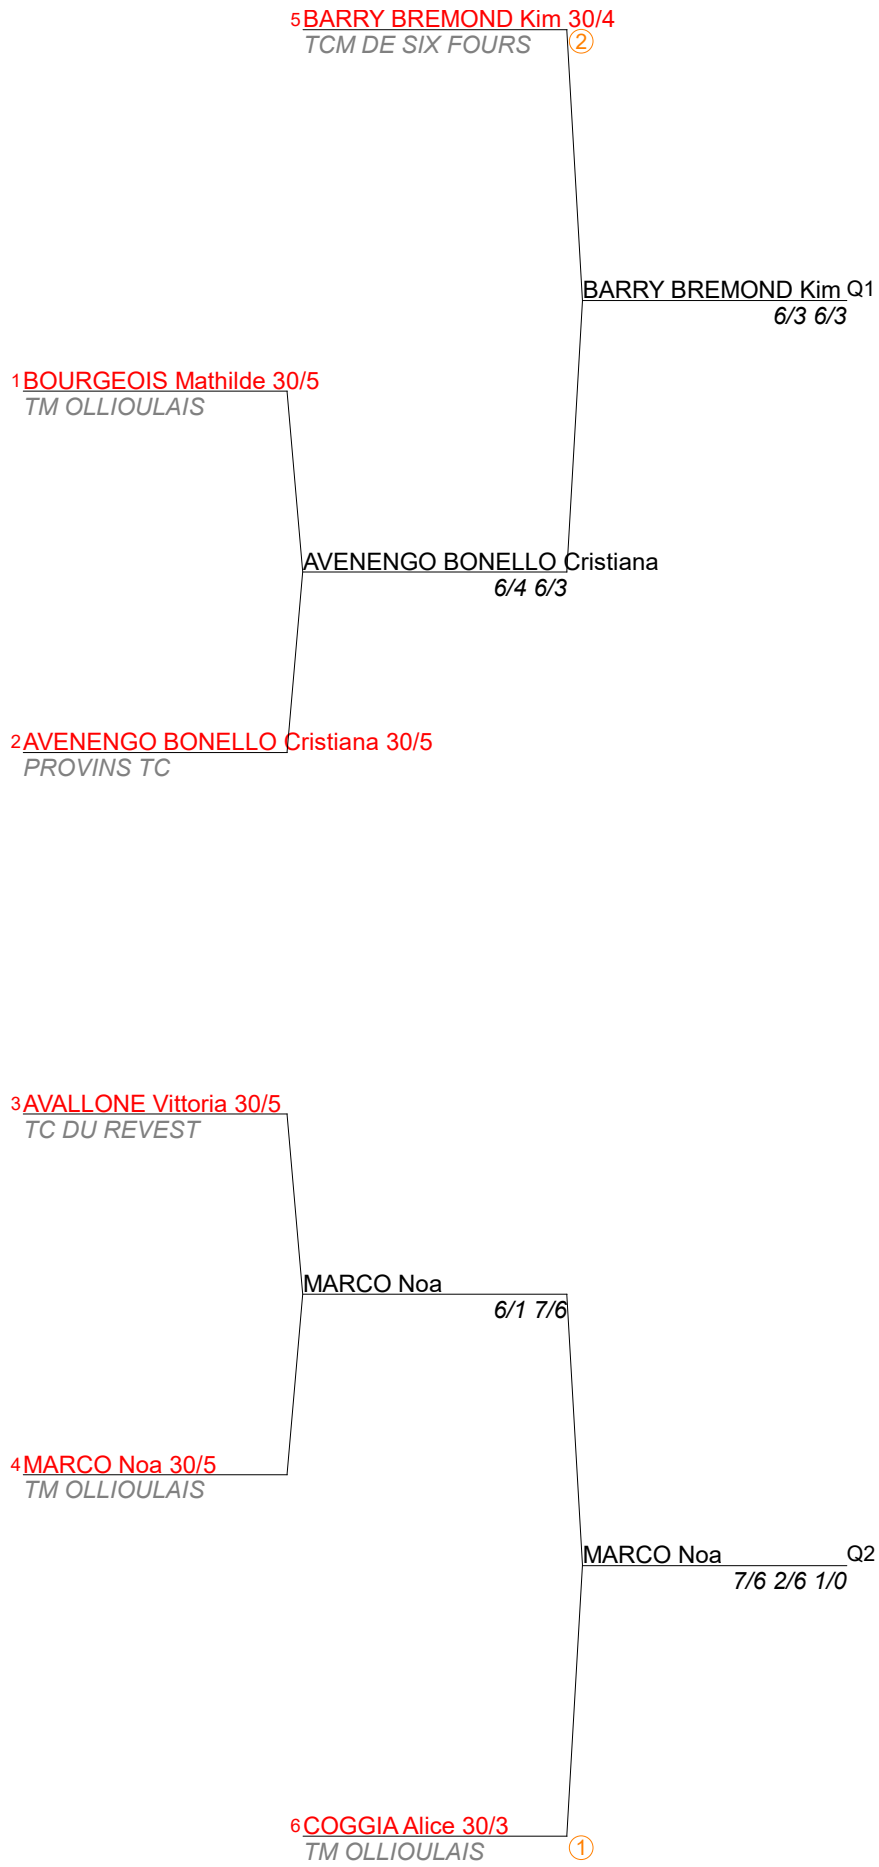 5 BARRY BREMOND Kim 30/4
TCM DE SIX FOURS
2
BARRY BREMOND Kim Q1
6/3 6/3
1 BOURGEOIS Mathilde 30/5
TM OLLIOULAIS
AVENENGO BONELLO Cristiana
6/4 6/3
2 AVENENGO BONELLO Cristiana 30/5
PROVINS TC
3 AVALLONE Vittoria 30/5
TC DU REVEST
MARCO Noa
6/1 7/6
4 MARCO Noa 30/5
TM OLLIOULAIS
MARCO Noa Q2
7/6 2/6 1/0
6 COGGIA Alice 30/3
TM OLLIOULAIS
1